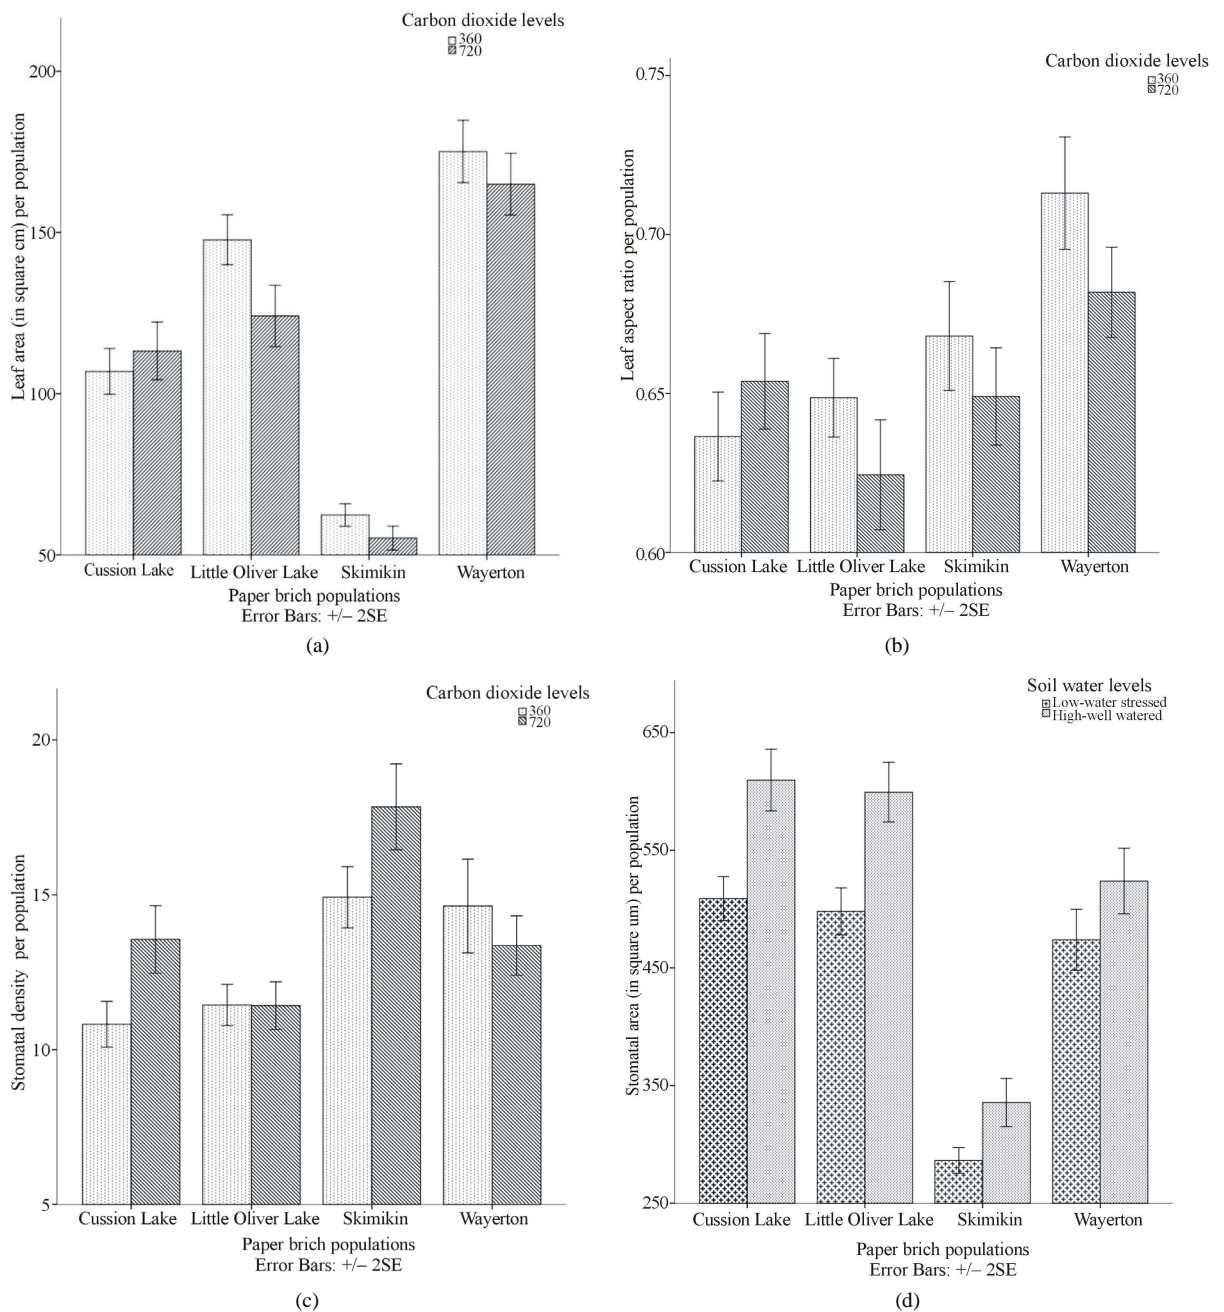 Carbon dioxide levels
360
720
Leaf area (in square cm) per population
200
150
100
50
Cussion Lake Little Oliver Lake Skimikin Wayerton
Paper brich populations
Error Bars: +/– 2SE
(a)
Carbon dioxide levels
360
720
Leaf aspect ratio per population
0.75
0.70
0.65
0.60
Cussion Lake Little Oliver Lake Skimikin Wayerton
Paper brich populations
Error Bars: +/– 2SE
(b)
Carbon dioxide levels
360
720
Stomatal density per population
20
15
10
5
Cussion Lake Little Oliver Lake Skimikin Wayerton
Paper brich populations
Error Bars: +/– 2SE
(c)
Soil water levels
Low-water stressed
High-well watered
Stomatal area (in square um) per population
650
550
450
350
250
Cussion Lake Little Oliver Lake Skimikin Wayerton
Paper brich populations
Error Bars: +/– 2SE
(d)